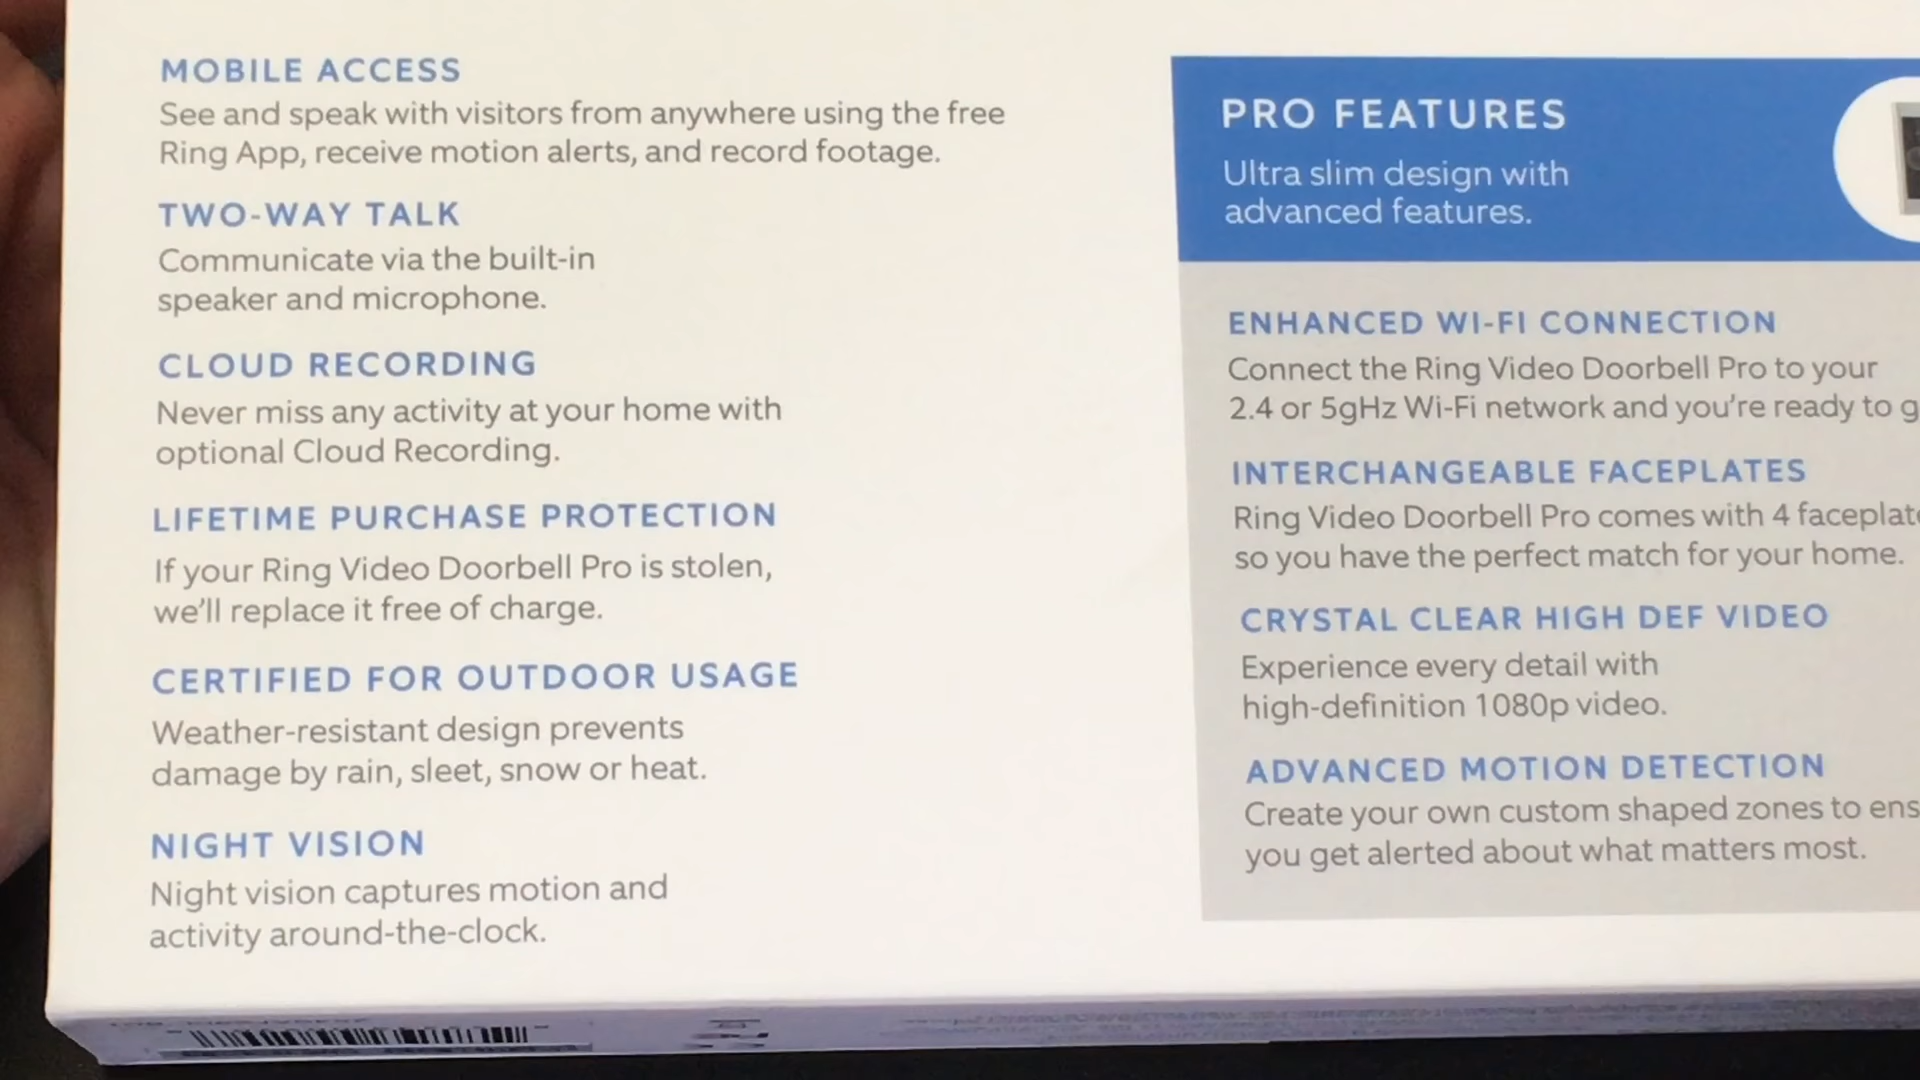 MOBILE ACCESS
See and speak with visitors from anywhere using the free
Ring App, receive motion alerts, and record footage.
TWO-WAY TALK
Communicate via the built-in
speaker and microphone.
CLOUD RECORDING
Never miss any activity at your home with
optional Cloud Recording.
LIFETIME PURCHASE PROTECTION
If your Ring Video Doorbell Pro is stolen,
we'll replace it free of charge.
CERTIFIED FOR OUTDOOR USAGE
Weather-resistant design prevents
damage by rain, sleet, snow or heat.
NIGHT VISION
Night vision captures motion and
activity around-the-clock.
PRO FEATURES
Ultra slim design with
advanced features.
ENHANCED WI-FI CONNECTION
Connect the Ring Video Doorbell Pro to your
2.4 or 5gHz Wi-Fi network and you're ready to
INTERCHANGEABLE FACEPLATES
Ring Video Doorbell Pro comes with 4
so you have the perfect match for your home.
CRYSTAL CLEAR HIGH DEF VIDEO
Experience every detail with
high-definition 1080p video.
ADVANCED MOTION DETECTION
Create your own custom shaped zones to
you get alerted about what matters most.